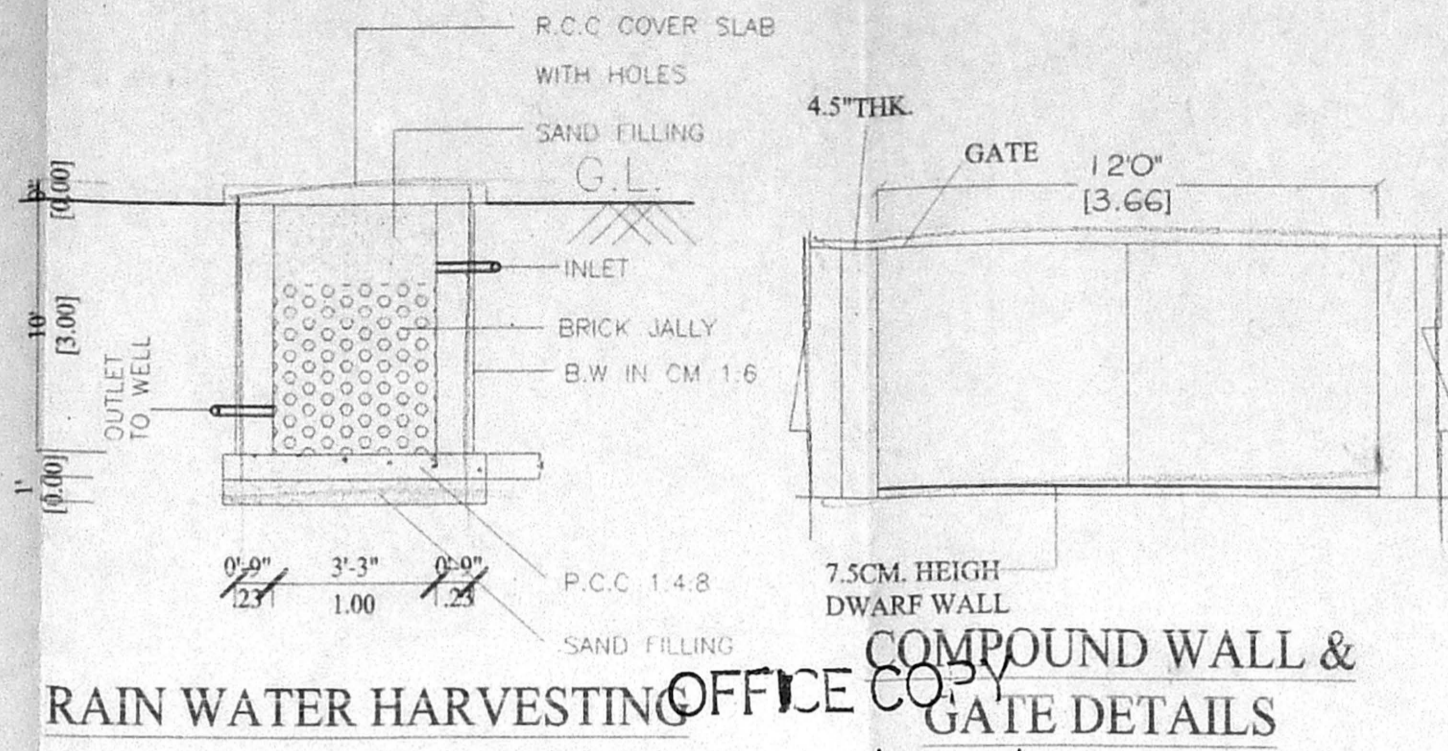 R.C.C COVER SLAB
WITH HOLES
SAND FILLING
G.L.
INLET
BRICK JALLY
B.W IN CM 1:6
OUTLET
TO WELL
[0.00]
10'
[3.00]
1'
[0.00]
0'-9" 3'-3" 0'-9"
.23 1.00 .23
P.C.C 1:4:8
SAND FILLING
RAIN WATER HARVESTING
4.5"THK.
GATE
12'0"
[3.66]
7.5CM. HEIGH
DWARF WALL
COMPOUND WALL &
GATE DETAILS
OFFICE COPY